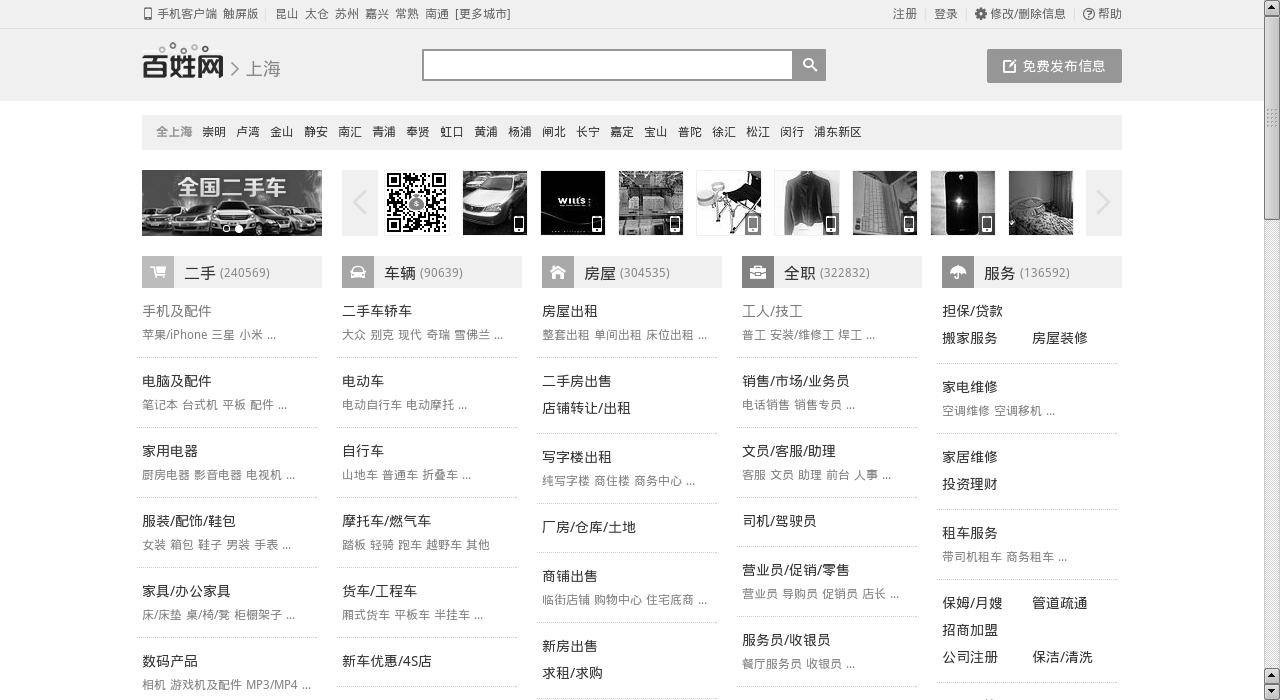 手机客户端 触屏版 昆山 太仓 苏州 嘉兴 常熟 南通 [更多城市] 注册 登录 修改/删除信息 帮助
百姓网 上海 免费发布信息
全上海 崇明 卢湾 金山 静安 南汇 青浦 奉贤 虹口 黄浦 杨浦 闸北 长宁 嘉定 宝山 普陀 徐汇 松江 闵行 浦东新区
全国二手车 WILL'S
二手 (240569)
手机及配件
苹果/iPhone 三星 小米 ...
电脑及配件
笔记本 台式机 平板 配件 ...
家用电器
厨房电器 影音电器 电视机 ...
服装/配饰/鞋包
女装 箱包 鞋子 男装 手表 ...
家具/办公家具
床/床垫 桌/椅/凳 柜橱架子 ...
数码产品
相机 游戏机及配件 MP3/MP4 ...
车辆 (90639)
二手车轿车
大众 别克 现代 奇瑞 雪佛兰 ...
电动车
电动自行车 电动摩托 ...
自行车
山地车 普通车 折叠车 ...
摩托车/燃气车
踏板 轻骑 跑车 越野车 其他
货车/工程车
厢式货车 平板车 半挂车 ...
新车优惠/4S店
房屋 (304535)
房屋出租
整套出租 单间出租 床位出租 ...
二手房出售
店铺转让/出租
写字楼出租
纯写字楼 商住楼 商务中心 ...
厂房/仓库/土地
商铺出售
临街店铺 购物中心 住宅底商 ...
新房出售
求租/求购
全职 (322832)
工人/技工
普工 安装/维修工 焊工 ...
销售/市场/业务员
电话销售 销售专员 ...
文员/客服/助理
客服 文员 助理 前台 人事 ...
司机/驾驶员
营业员/促销/零售
营业员 导购员 促销员 店长 ...
服务员/收银员
餐厅服务员 收银员 ...
服务 (136592)
担保/贷款
搬家服务 房屋装修
家电维修
空调维修 空调移机 ...
家居维修
投资理财
租车服务
带司机租车 商务租车 ...
保姆/月嫂 管道疏通
招商加盟
公司注册 保洁/清洗